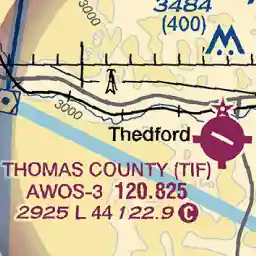 3484
(400)
3000
3000
Thedford
THOMAS COUNTY (TIF)
AWOS-3 120.825
2925 L 44 122.9 C